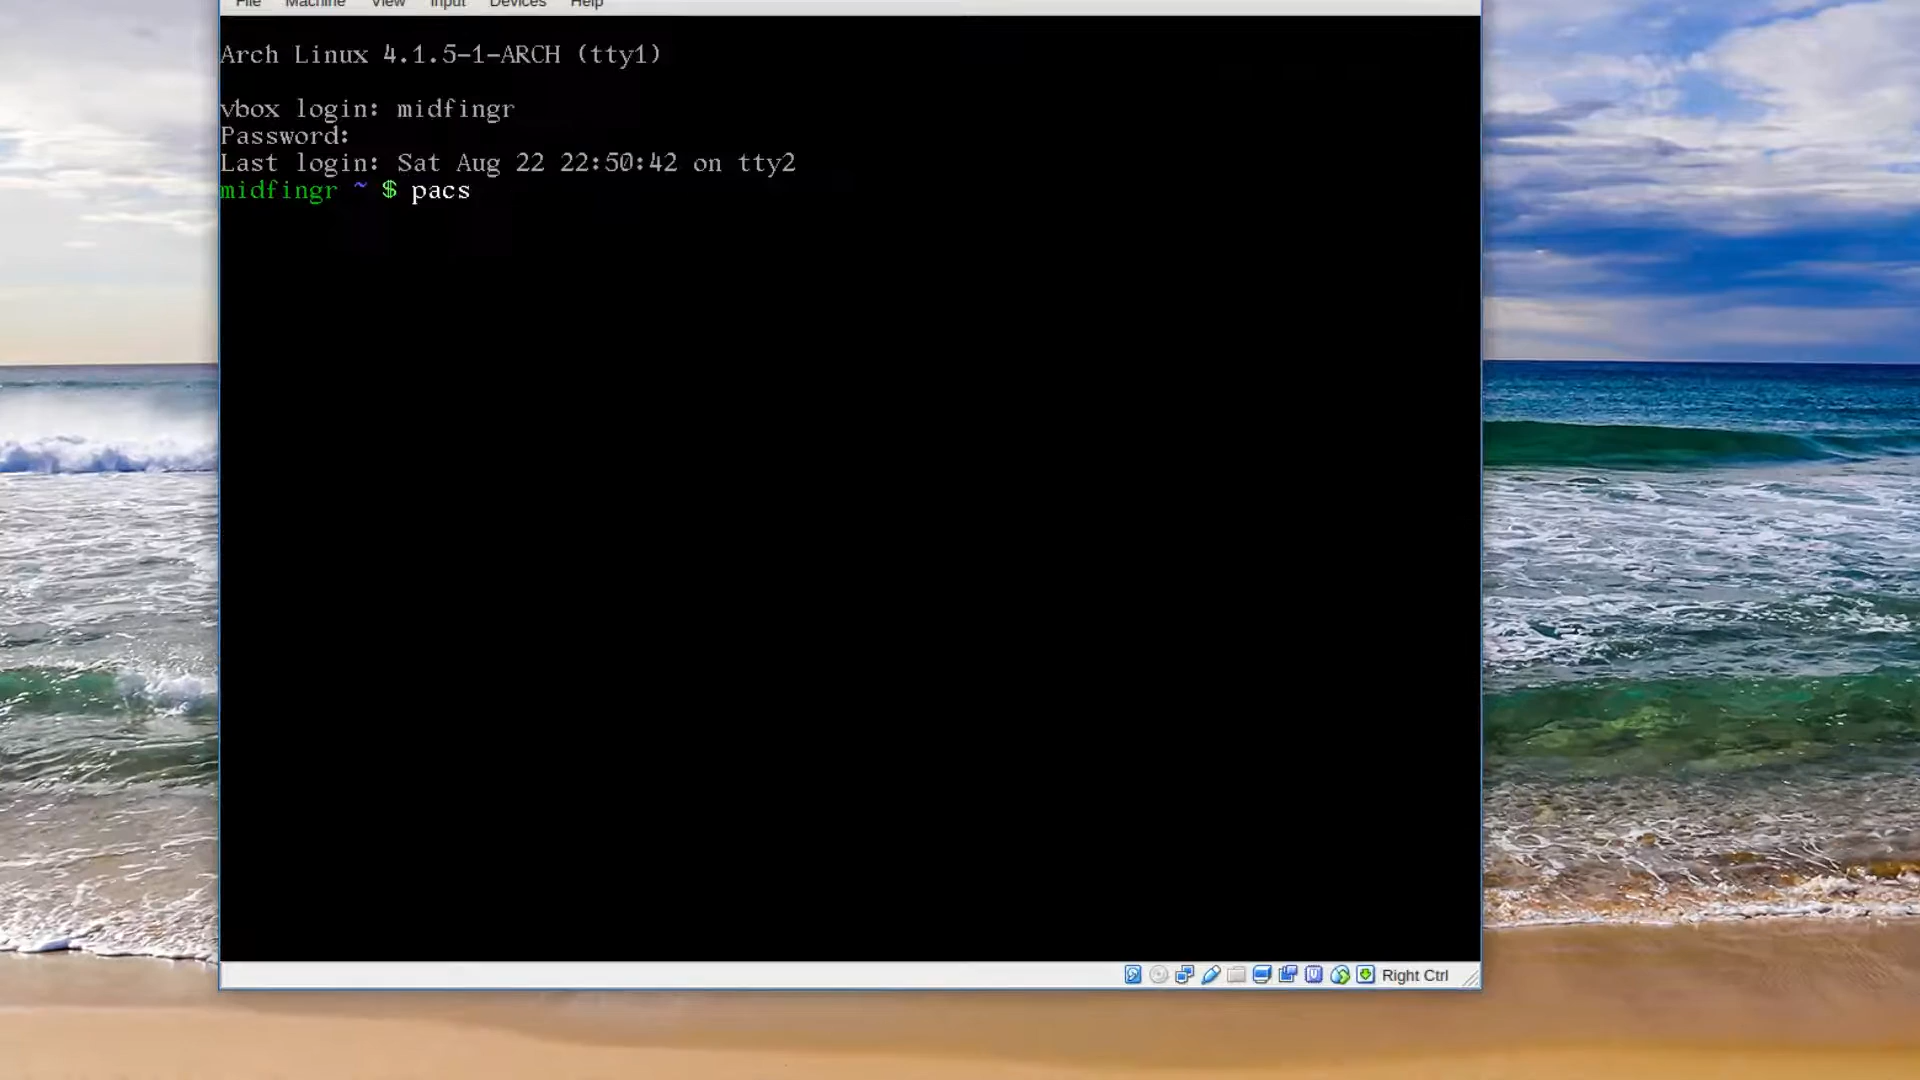 File Machine View Input Devices Help
Arch Linux 4.1.5-1-ARCH (tty1)
vbox login: midfingr
Password:
Last login: Sat Aug 22 22:50:42 on tty2
midfingr ~ $ pacs
Right Ctrl